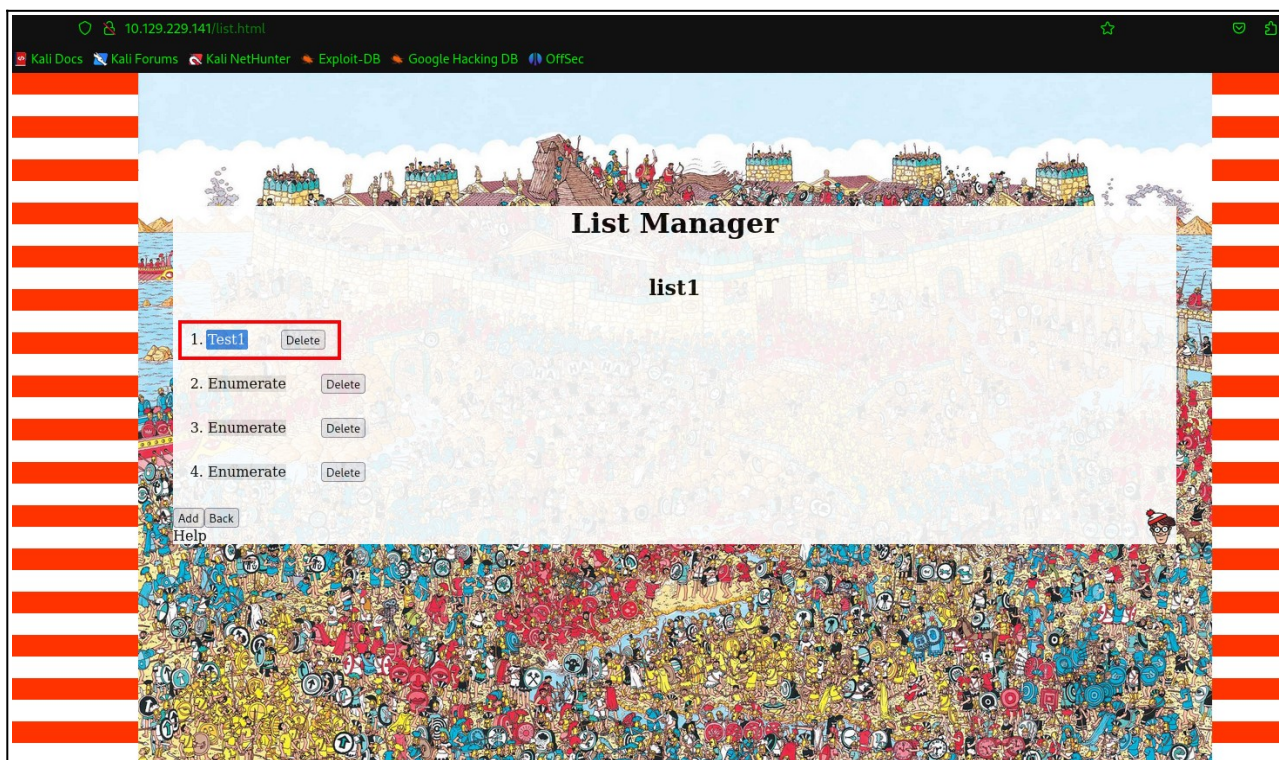 10.129.229.141/list.html
Kali Docs Kali Forums Kali NetHunter Exploit-DB Google Hacking DB OffSec
List Manager
list1
1. Test1 Delete
2. Enumerate Delete
3. Enumerate Delete
4. Enumerate Delete
Add Back
Help